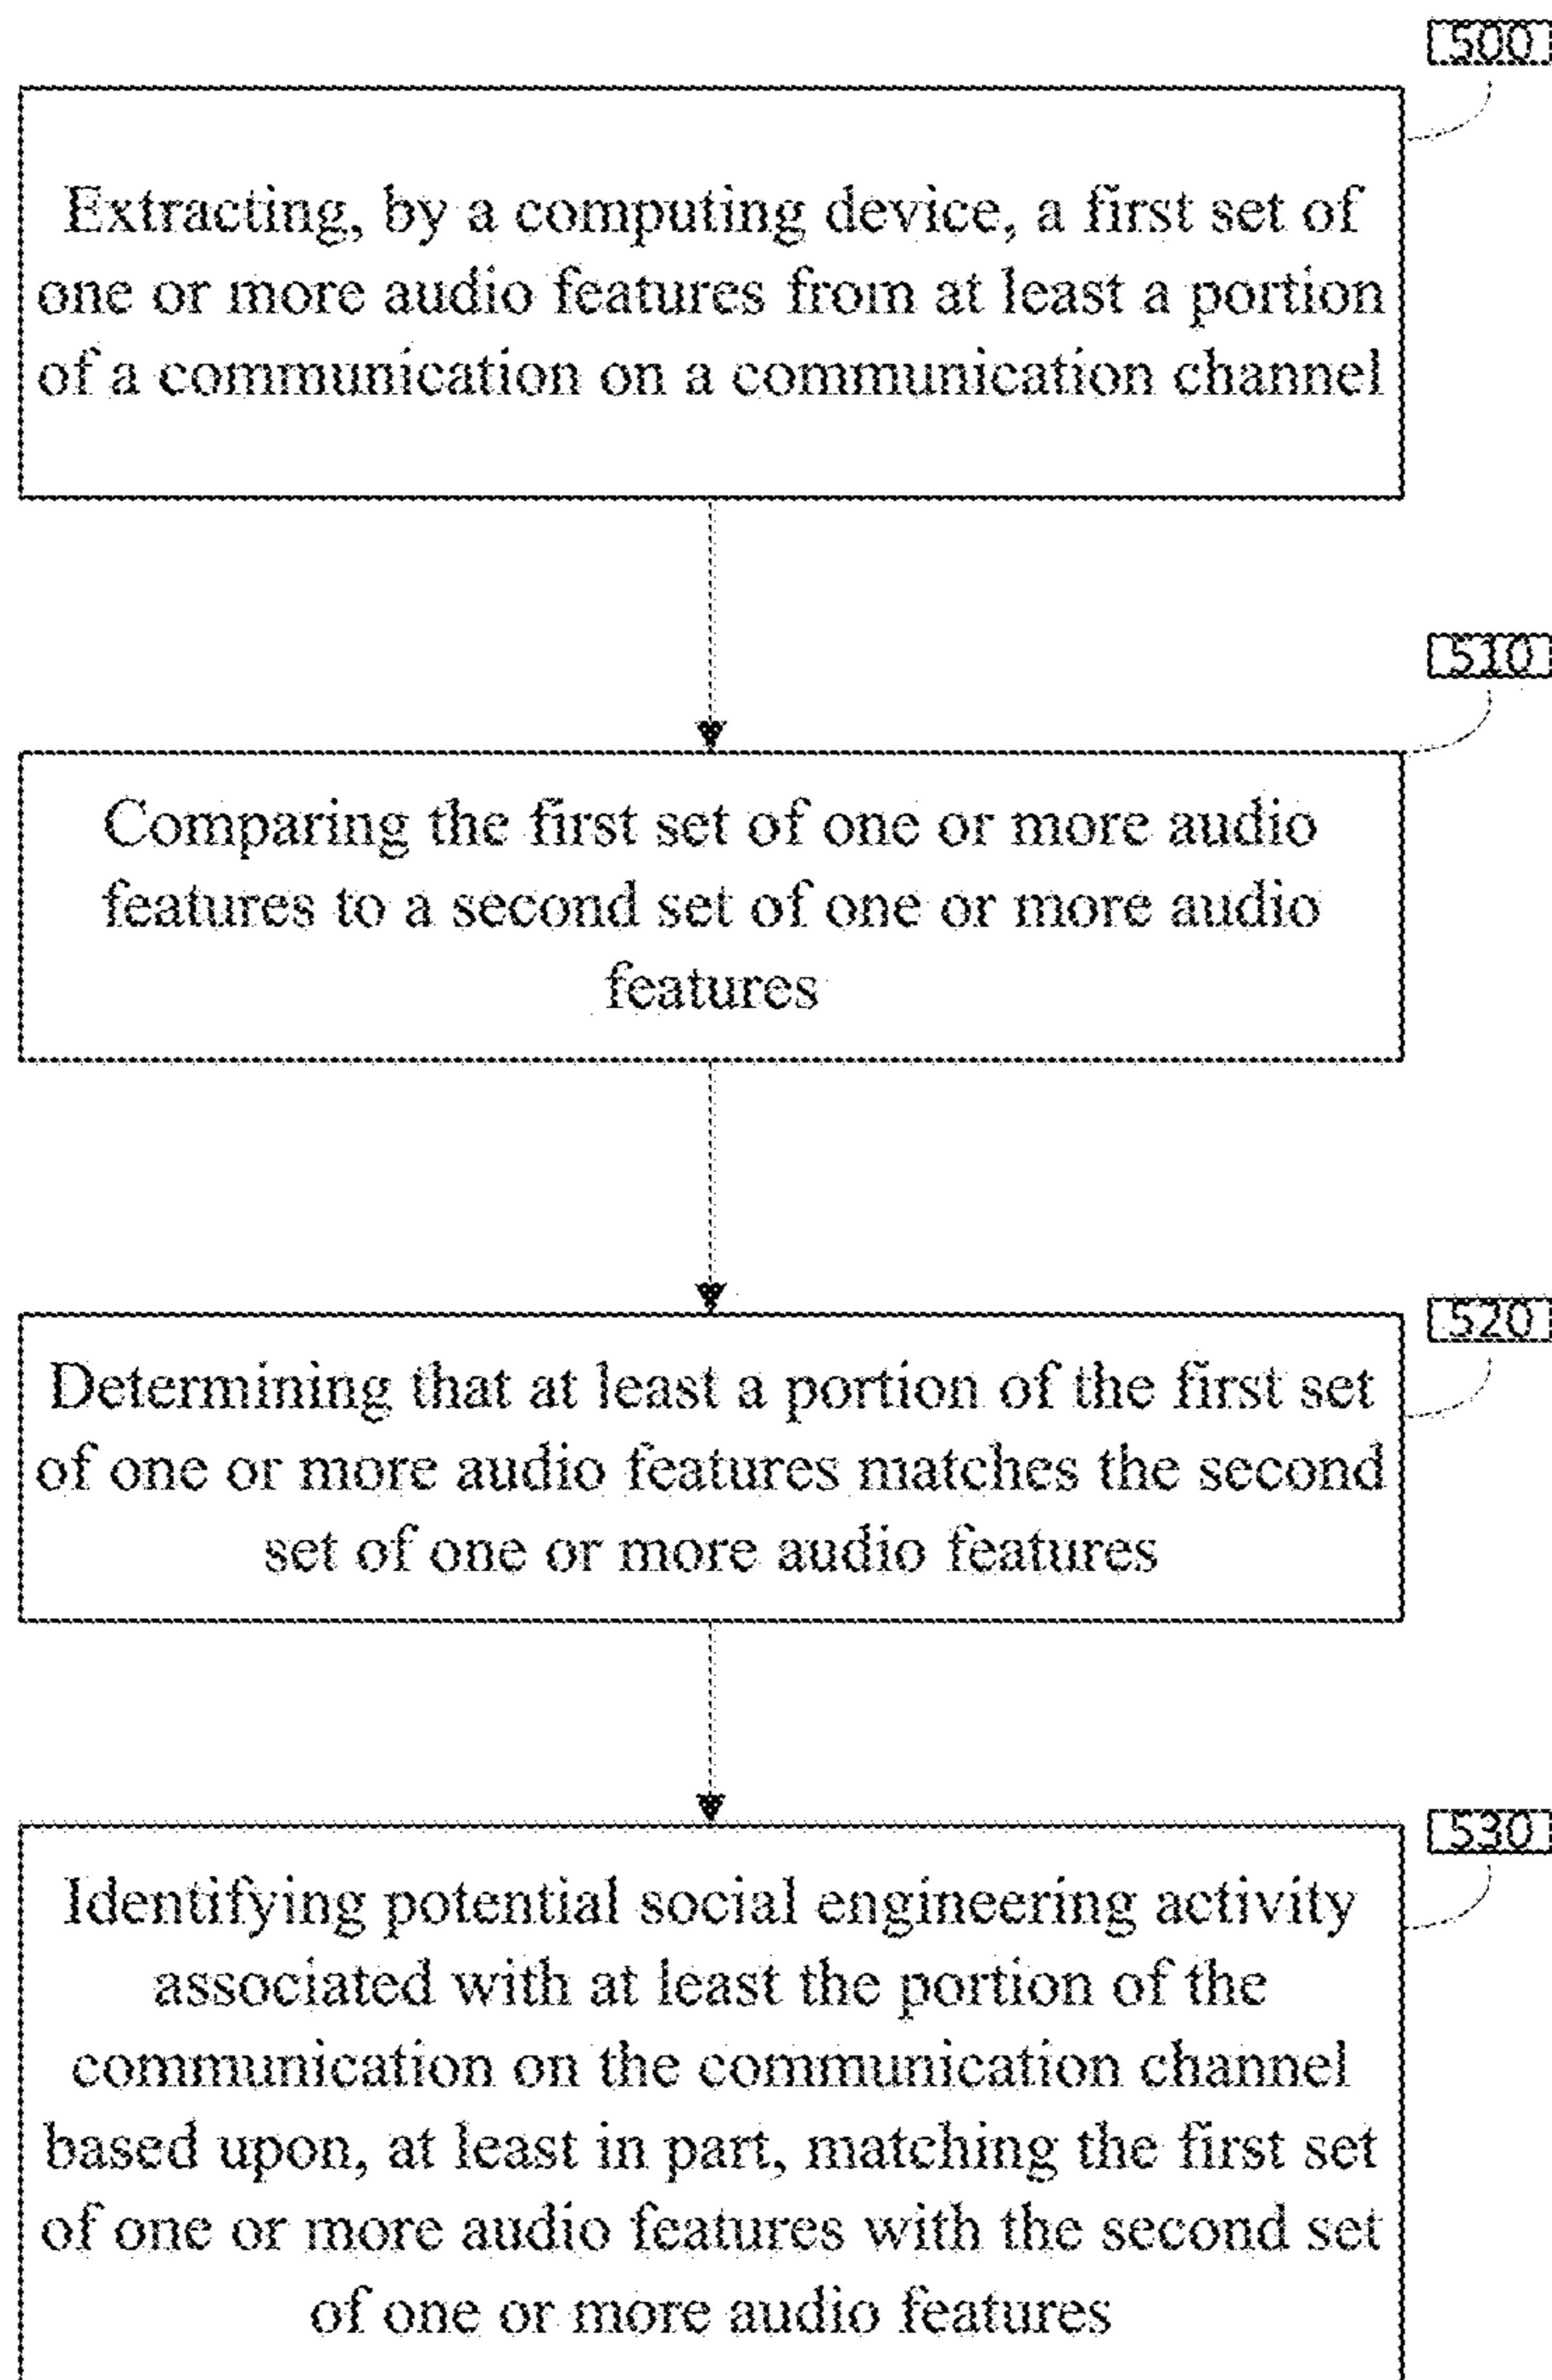 500
Extracting, by a computing device, a first set of
one or more audio features from at least a portion
of a communication on a communication channel
510
Comparing the first set of one or more audio
features to a second set of one or more audio
features
520
Determining that at least a portion of the first set
of one or more audio features matches the second
set of one or more audio features
530
Identifying potential social engineering activity
associated with at least the portion of the
communication on the communication channel
based upon, at least in part, matching the first set
of one or more audio features with the second set
of one or more audio features